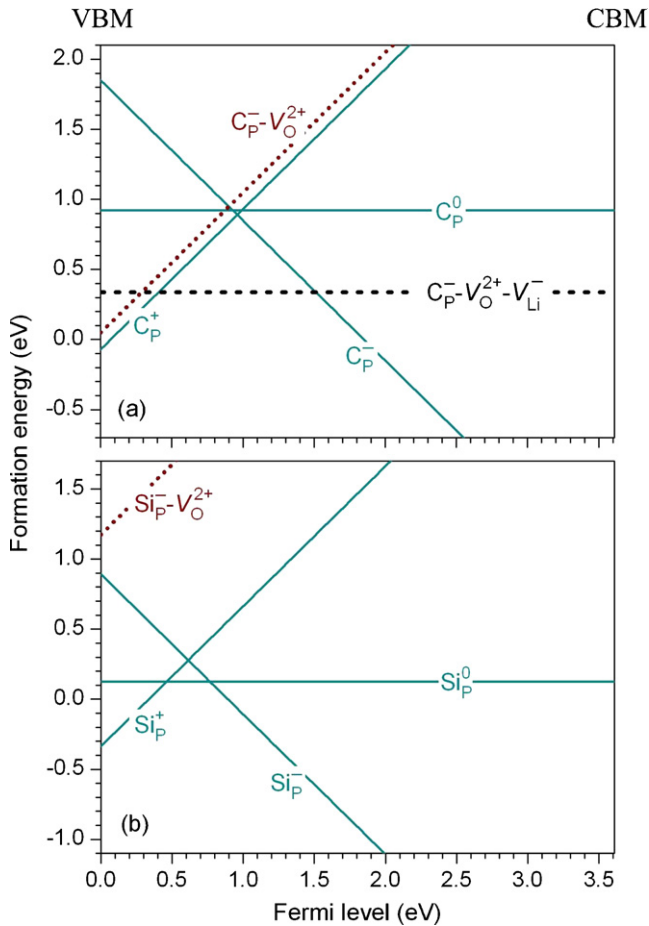 VBM CBM
2.0
1.5
1.0
0.5
0.0
-0.5
C_P^- - V_O^{2+}
C_P^0
C_P^- - V_O^{2+} - V_{Li}^-
C_P^+
C_P^-
(a)
Formation energy (eV)
1.5
1.0
0.5
0.0
-0.5
-1.0
Si_P^- - V_O^{2+}
Si_P^0
Si_P^+
Si_P^-
(b)
0.0 0.5 1.0 1.5 2.0 2.5 3.0 3.5
Fermi level (eV)